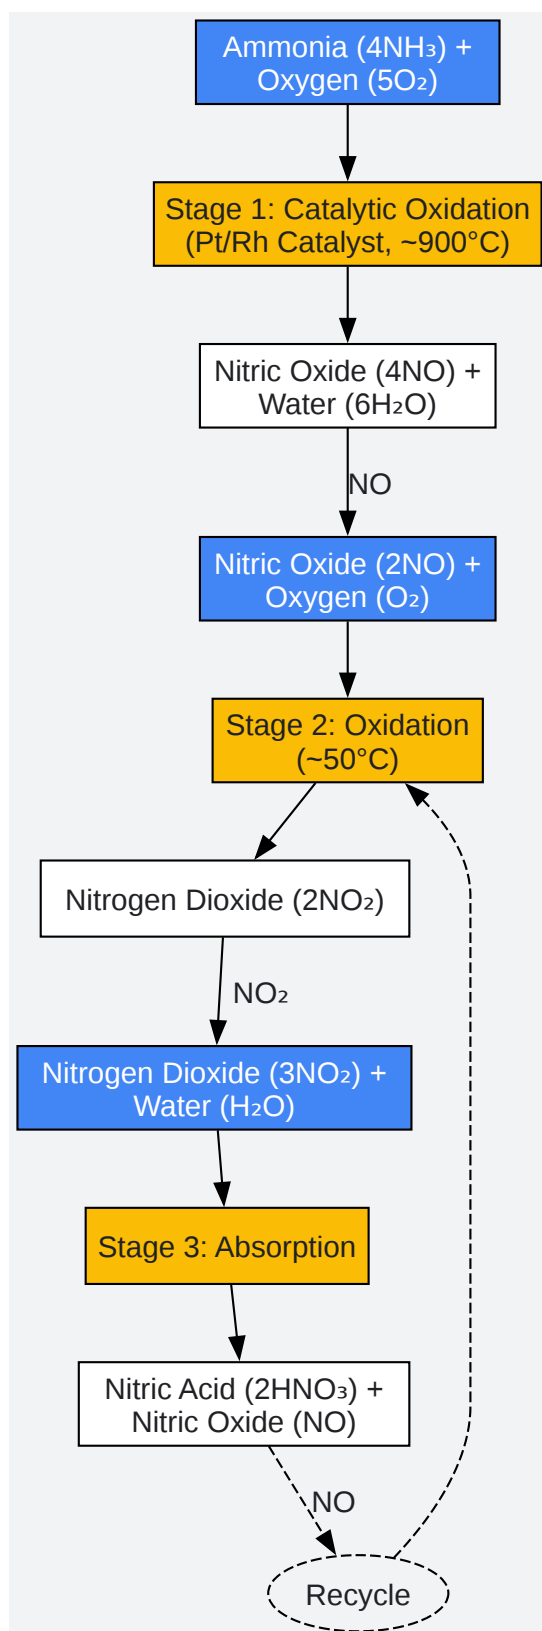 Ammonia (4NH₃) +
Oxygen (5O₂)
Stage 1: Catalytic Oxidation
(Pt/Rh Catalyst, ~900°C)
Nitric Oxide (4NO) +
Water (6H₂O)
NO
Nitric Oxide (2NO) +
Oxygen (O₂)
Stage 2: Oxidation
(~50°C)
Nitrogen Dioxide (2NO₂)
NO₂
Nitrogen Dioxide (3NO₂) +
Water (H₂O)
Stage 3: Absorption
Nitric Acid (2HNO₃) +
Nitric Oxide (NO)
NO
Recycle